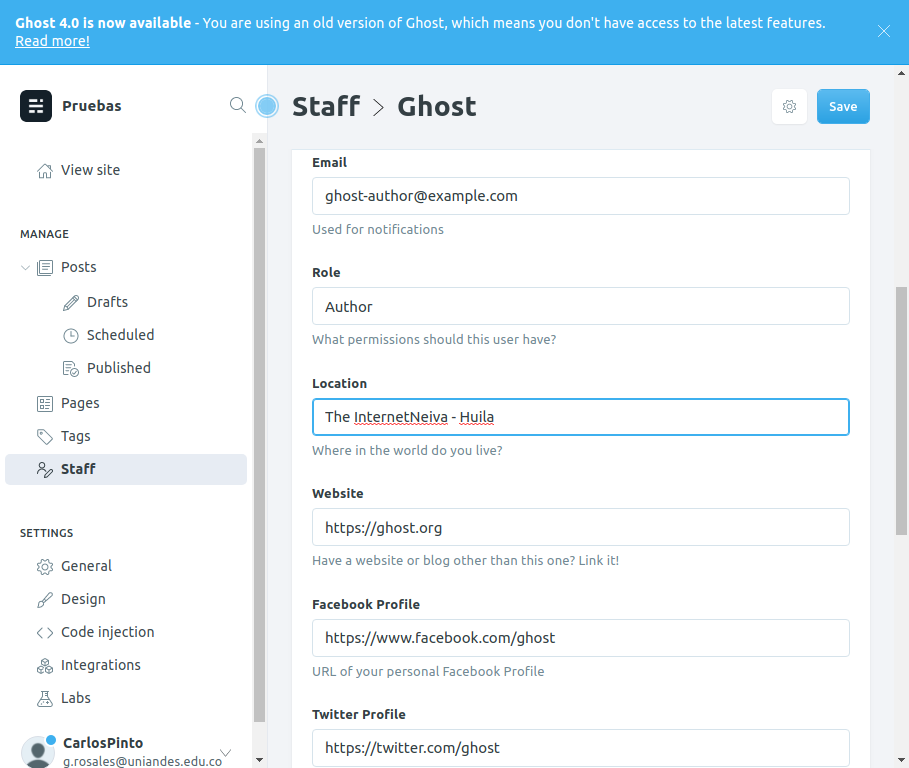 Ghost 4.0 is now available - You are using an old version of Ghost, which means you don't have access to the latest features.
Read more!
Pruebas
View site
MANAGE
Posts
Drafts
Scheduled
Published
Pages
Tags
Staff
SETTINGS
General
Design
Code injection
Integrations
Labs
CarlosPinto
g.rosales@uniandes.edu.co
Staff > Ghost
Save
Email
ghost-author@example.com
Used for notifications
Role
Author
What permissions should this user have?
Location
The InternetNeiva - Huila
Where in the world do you live?
Website
https://ghost.org
Have a website or blog other than this one? Link it!
Facebook Profile
https://www.facebook.com/ghost
URL of your personal Facebook Profile
Twitter Profile
https://twitter.com/ghost